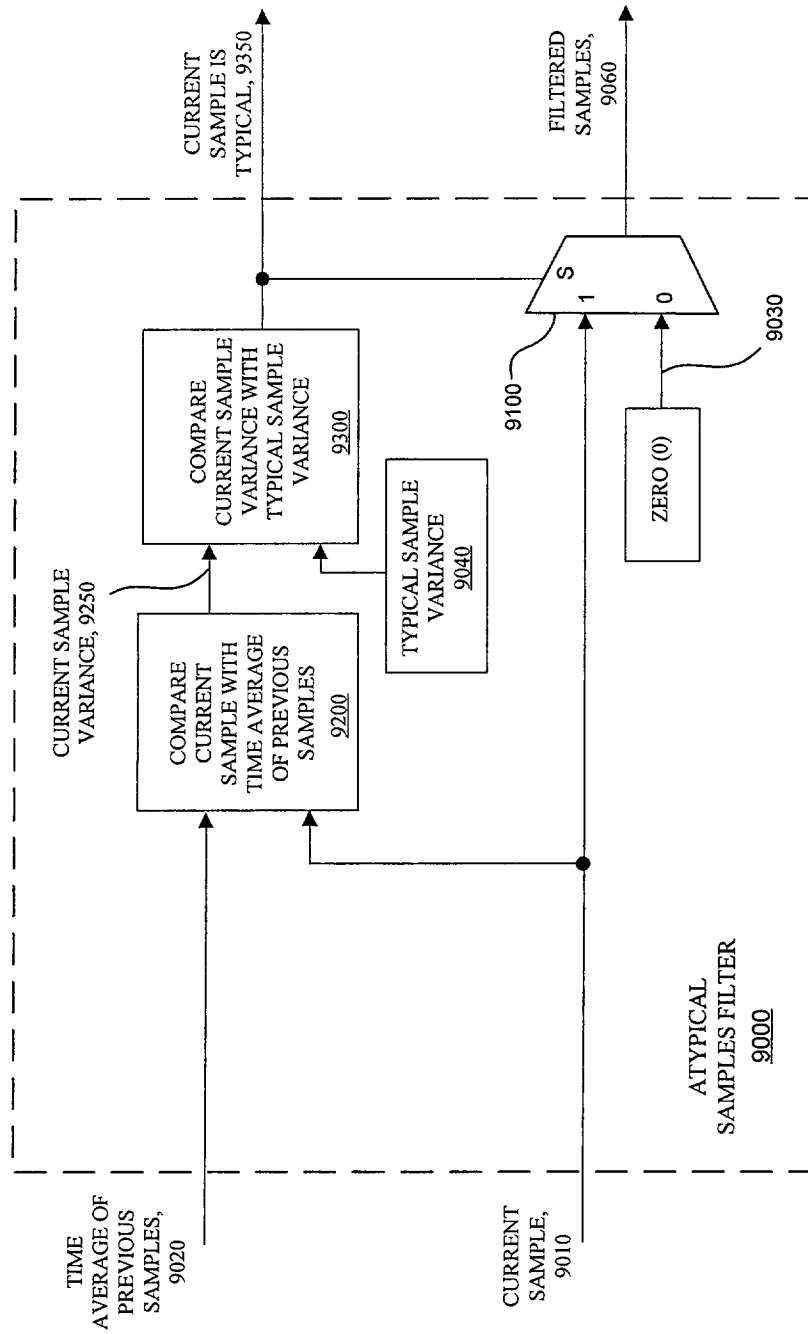 TIME
AVERAGE OF
PREVIOUS
SAMPLES,
9020
CURRENT
SAMPLE,
9010
COMPARE
CURRENT
SAMPLE WITH
TIME AVERAGE
OF PREVIOUS
SAMPLES
9200
CURRENT SAMPLE
VARIANCE, 9250
COMPARE
CURRENT SAMPLE
VARIANCE WITH
TYPICAL SAMPLE
VARIANCE
9300
TYPICAL SAMPLE
VARIANCE
9040
CURRENT
SAMPLE IS
TYPICAL, 9350
9100
S
1
0
ZERO (0)
9030
FILTERED
SAMPLES,
9060
ATYPICAL
SAMPLES FILTER
9000